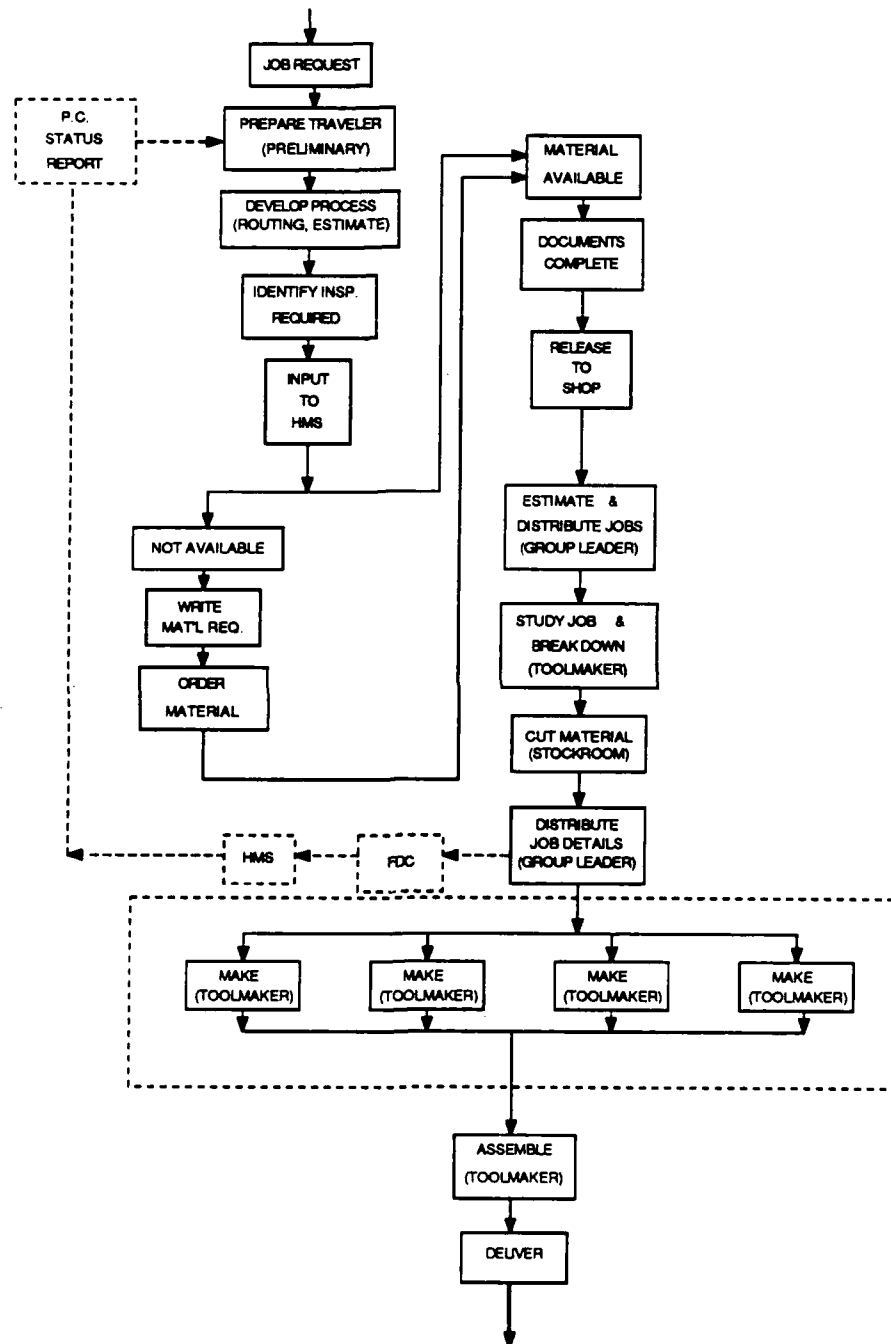 JOB REQUEST
P.C.
STATUS
REPORT
PREPARE TRAVELER
(PRELIMINARY)
DEVELOP PROCESS
(ROUTING, ESTIMATE)
IDENTIFY INSP.
REQUIRED
INPUT
TO
HMS
NOT AVAILABLE
WRITE
MAT'L REQ.
ORDER
MATERIAL
MATERIAL
AVAILABLE
DOCUMENTS
COMPLETE
RELEASE
TO
SHOP
ESTIMATE &
DISTRIBUTE JOBS
(GROUP LEADER)
STUDY JOB &
BREAK DOWN
(TOOLMAKER)
CUT MATERIAL
(STOCKROOM)
DISTRIBUTE
JOB DETAILS
(GROUP LEADER)
FDC
HMS
MAKE
(TOOLMAKER)
MAKE
(TOOLMAKER)
MAKE
(TOOLMAKER)
MAKE
(TOOLMAKER)
ASSEMBLE
(TOOLMAKER)
DELIVER